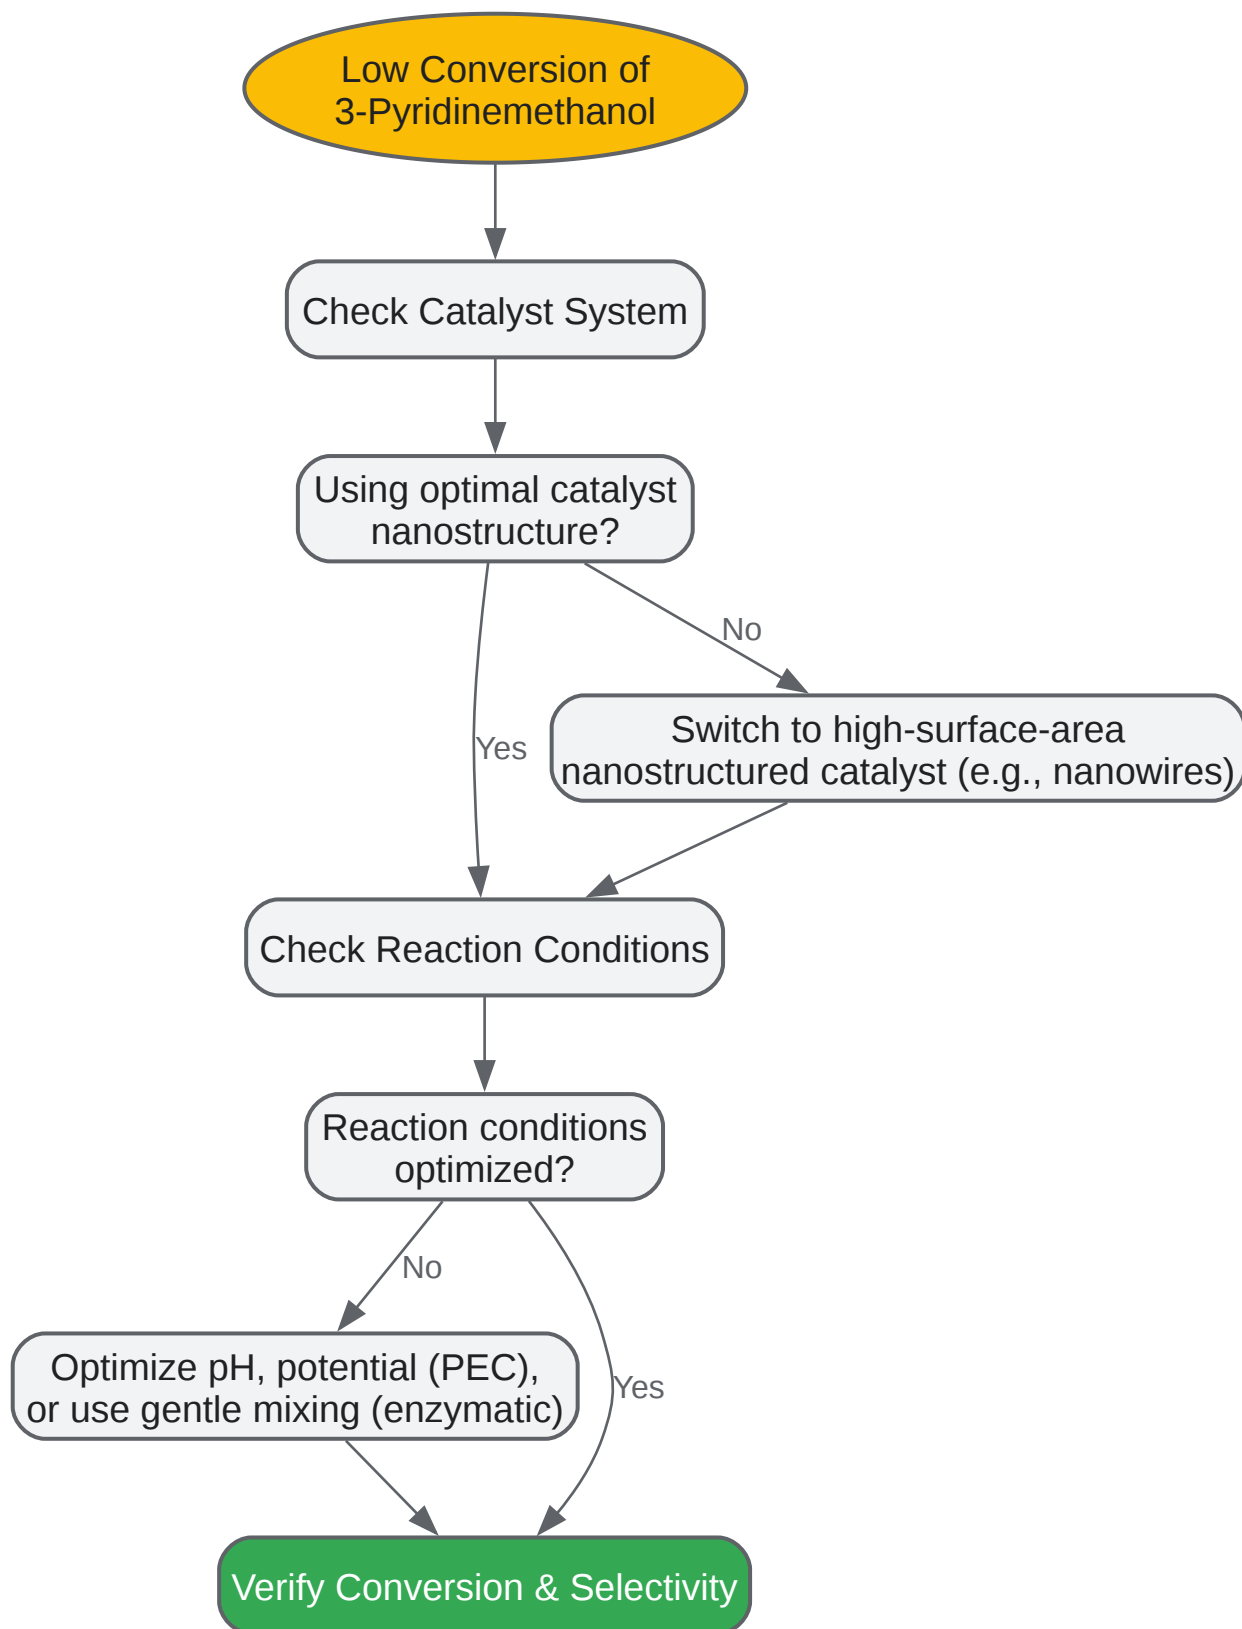 Low Conversion of
3-Pyridinemethanol
Check Catalyst System
Using optimal catalyst
nanostructure?
No
Switch to high-surface-area
nanostructured catalyst (e.g., nanowires)
Yes
Check Reaction Conditions
Reaction conditions
optimized?
No
Optimize pH, potential (PEC),
or use gentle mixing (enzymatic)
Yes
Verify Conversion & Selectivity